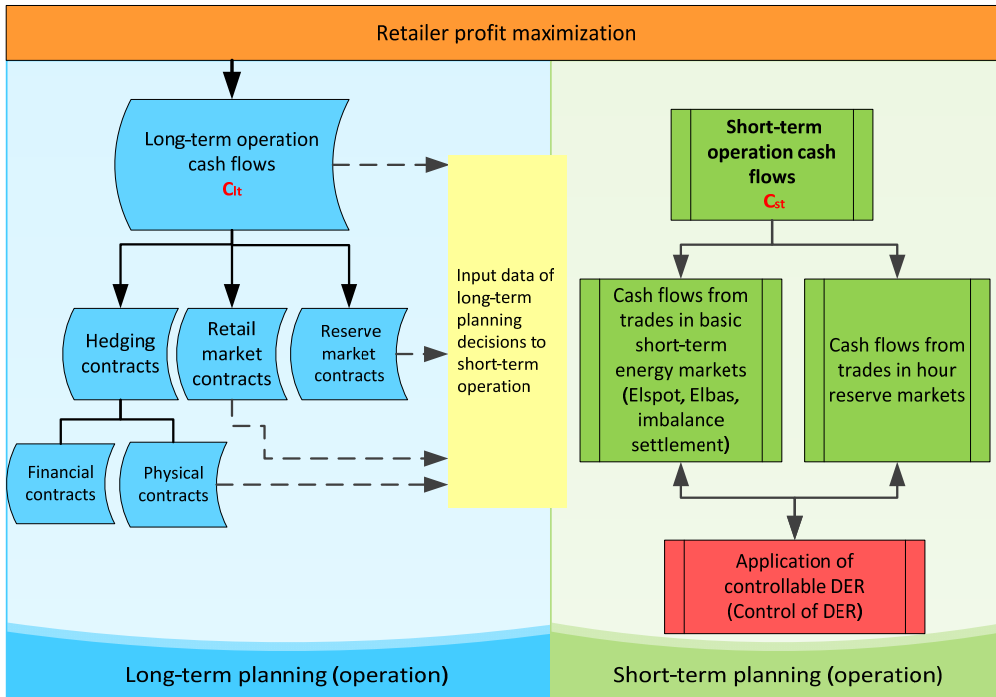 Retailer profit maximization
Long-term operation
cash flows
Clt
Hedging
contracts
Retail
market
contracts
Reserve
market
contracts
Financial
contracts
Physical
contracts
Input data of
long-term
planning
decisions to
short-term
operation
Short-term
operation cash
flows
Cst
Cash flows from
trades in basic
short-term
energy markets
(Elspot, Elbas,
imbalance
settlement)
Cash flows from
trades in hour
reserve markets
Application of
controllable DER
(Control of DER)
Long-term planning (operation)
Short-term planning (operation)